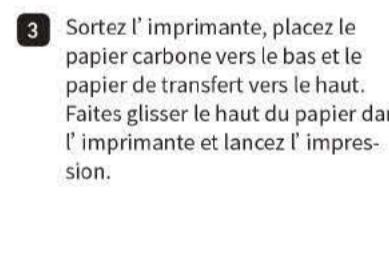 3 Sortez l’ imprimante, placez le
papier carbone vers le bas et le
papier de transfert vers le haut.
Faites glisser le haut du papier
l’ imprimante et lancez l’ impres-
sion.